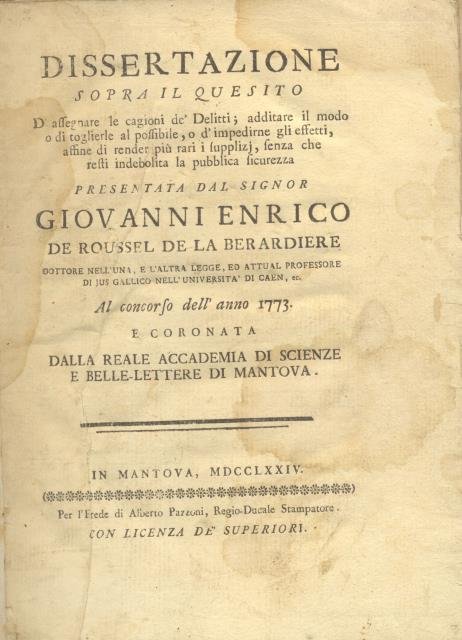 DISSERTAZIONE
SOPRA IL QUESITO
D' assegnare le cagioni de' Delitti; additare il modo
o di toglierle al possibile, o d' impedirne gli effetti,
affine di render più rari i supplizj, senza che
resti indebolita la pubblica sicurezza
PRESENTATA DAL SIGNOR
GIOVANNI ENRICO
DE ROUSSEL DE LA BERARDIERE
DOTTORE NELL'UNA, E L'ALTRA LEGGE, ED ATTUAL PROFESSORE
DI JUS GALLICO NELL'UNIVERSITA' DI CAEN, ec.
Al concorso dell' anno 1773.
E CORONATA
DALLA REALE ACCADEMIA DI SCIENZE
E BELLE-LETTERE DI MANTOVA.
IN MANTOVA, MDCCLXXIV.
Per l'Erede di Alberto Pazzoni, Regio-Ducale Stampatore.
CON LICENZA DE' SUPERIORI.